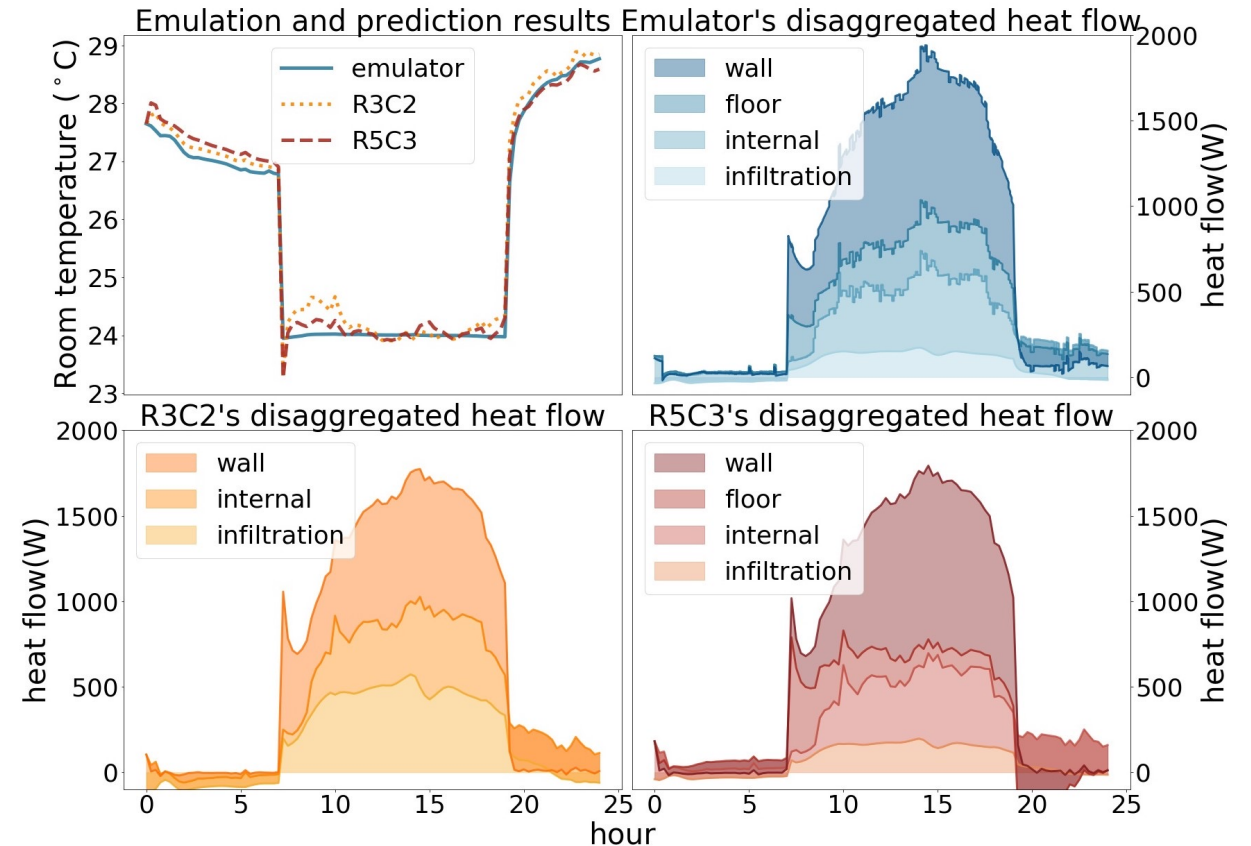 Emulation and prediction results
Emulator's disaggregated heat flow
Room temperature (°C)
29
28
27
26
25
24
23
emulator
R3C2
R5C3
wall
floor
internal
infiltration
2000
1500
1000
500
0
heat flow(W)
R3C2's disaggregated heat flow
R5C3's disaggregated heat flow
heat flow(W)
2000
1500
1000
500
0
wall
internal
infiltration
0
5
10
15
20
25
wall
floor
internal
infiltration
2000
1500
1000
500
0
heat flow(W)
0
5
10
15
20
25
hour